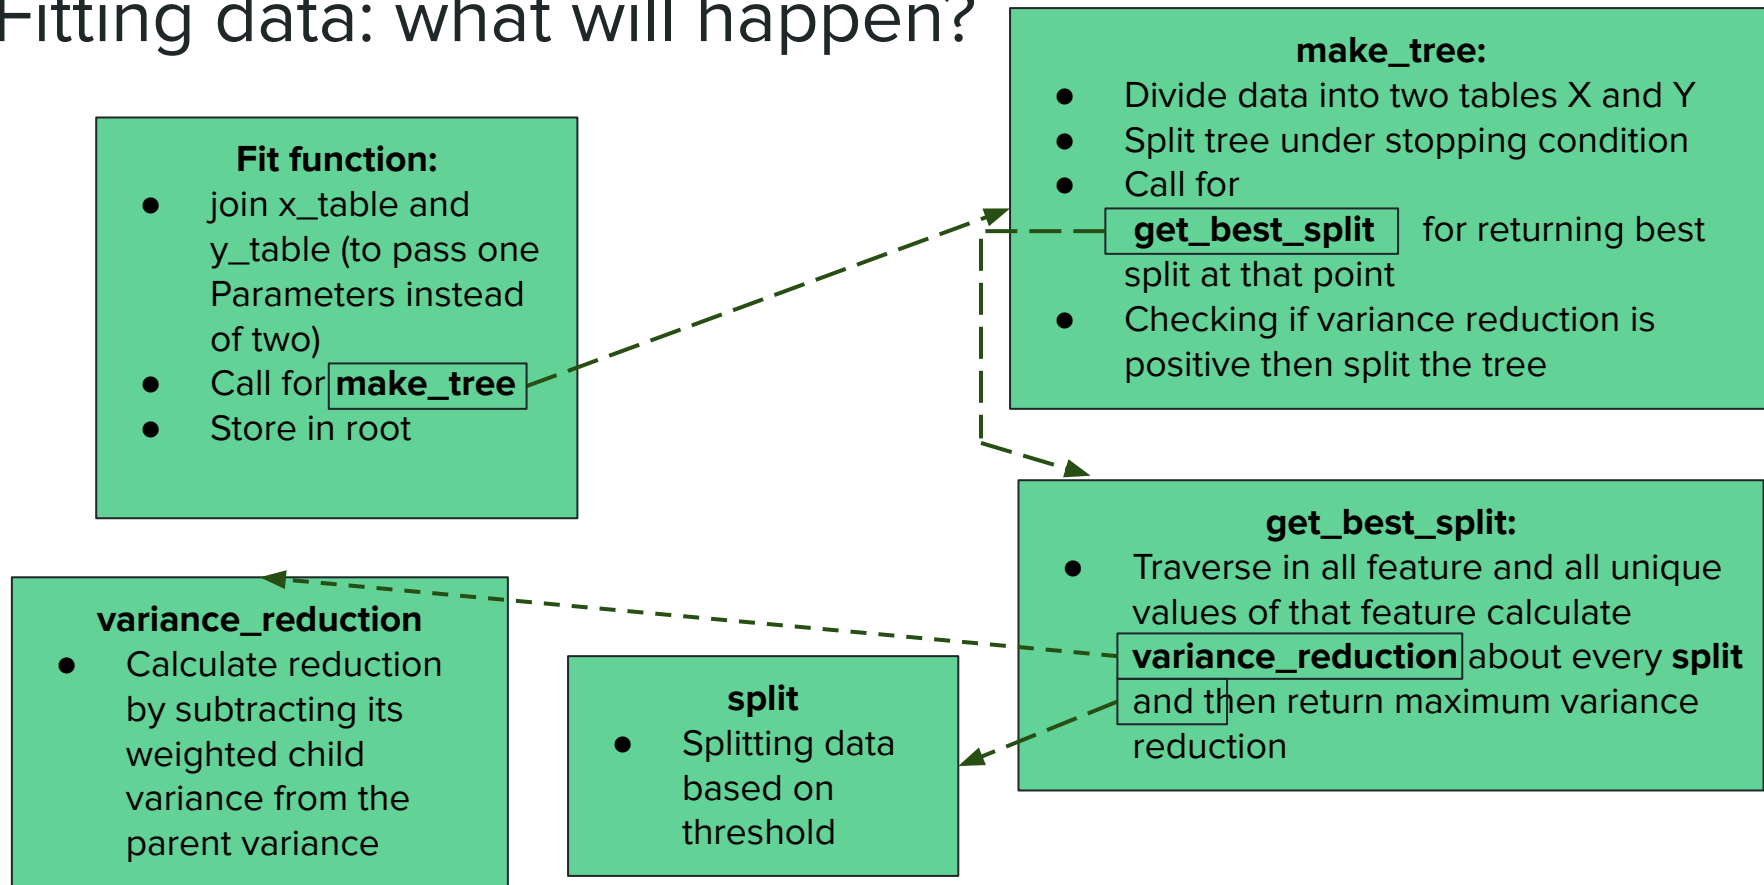 Fitting data: what will happen?
Fit function:
● join x_table and
y_table (to pass one
Parameters instead
of two)
● Call for make_tree
● Store in root
make_tree:
● Divide data into two tables X and Y
● Split tree under stopping condition
● Call for
get_best_split for returning best
split at that point
● Checking if variance reduction is
positive then split the tree
get_best_split:
● Traverse in all feature and all unique
values of that feature calculate
variance_reduction about every split
and then return maximum variance
reduction
variance_reduction
● Calculate reduction
by subtracting its
weighted child
variance from the
parent variance
split
● Splitting data
based on
threshold